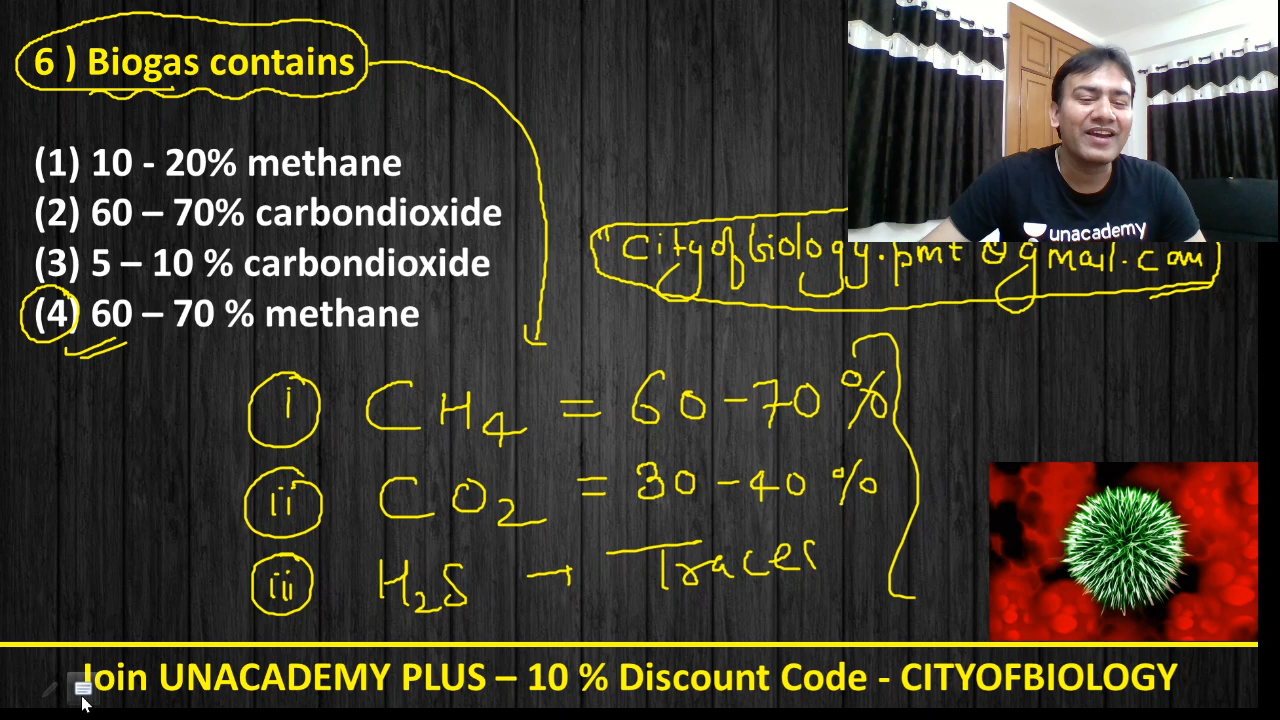 6 ) Biogas contains
(1) 10 - 20% methane
(2) 60 – 70% carbondioxide
(3) 5 – 10 % carbondioxide
(4) 60 – 70 % methane
unacademy
"Cityofbiology.pmt @gmail.com
i CH4 = 60-70%
ii CO2 = 30-40%
iii H2S → Traces
Join UNACADEMY PLUS – 10 % Discount Code - CITYOFBIOLOGY